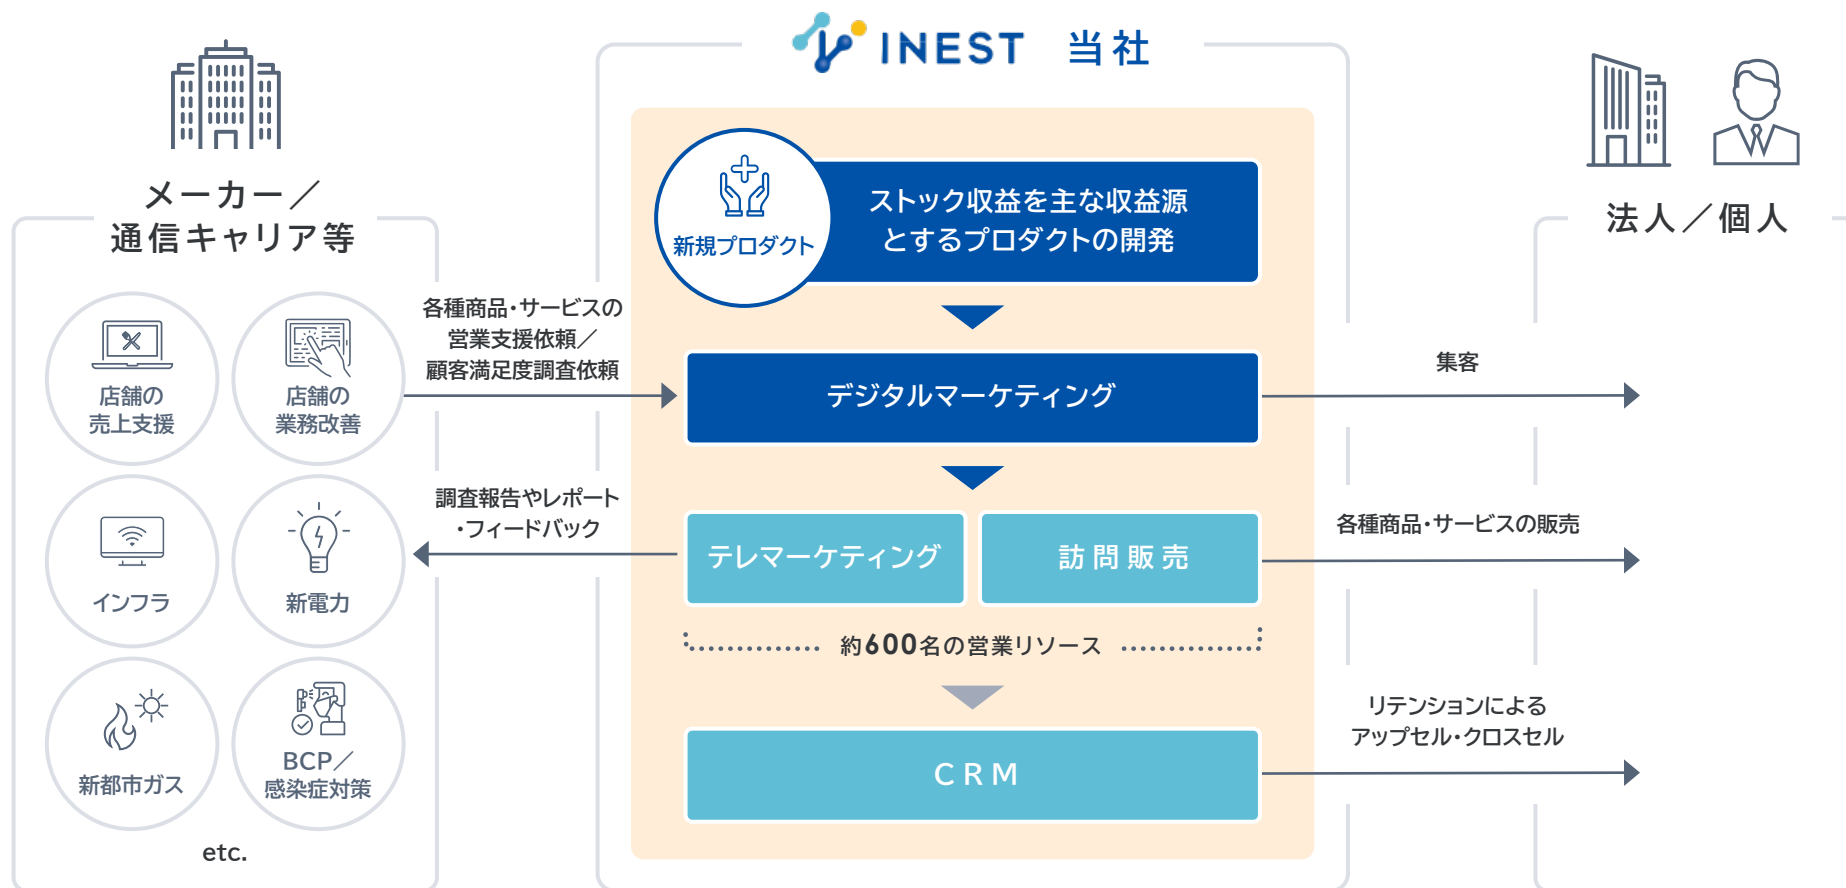 INEST 当社
メーカー／
通信キャリア等
店舗の
売上支援
店舗の
業務改善
インフラ
新電力
新都市ガス
BCP／
感染症対策
etc.
各種商品・サービスの
営業支援依頼／
顧客満足度調査依頼
調査報告やレポート
・フィードバック
新規プロダクト
ストック収益を主な収益源
とするプロダクトの開発
デジタルマーケティング
テレマーケティング
訪問販売
約600名の営業リソース
CRM
集客
各種商品・サービスの販売
リテンションによる
アップセル・クロスセル
法人／個人